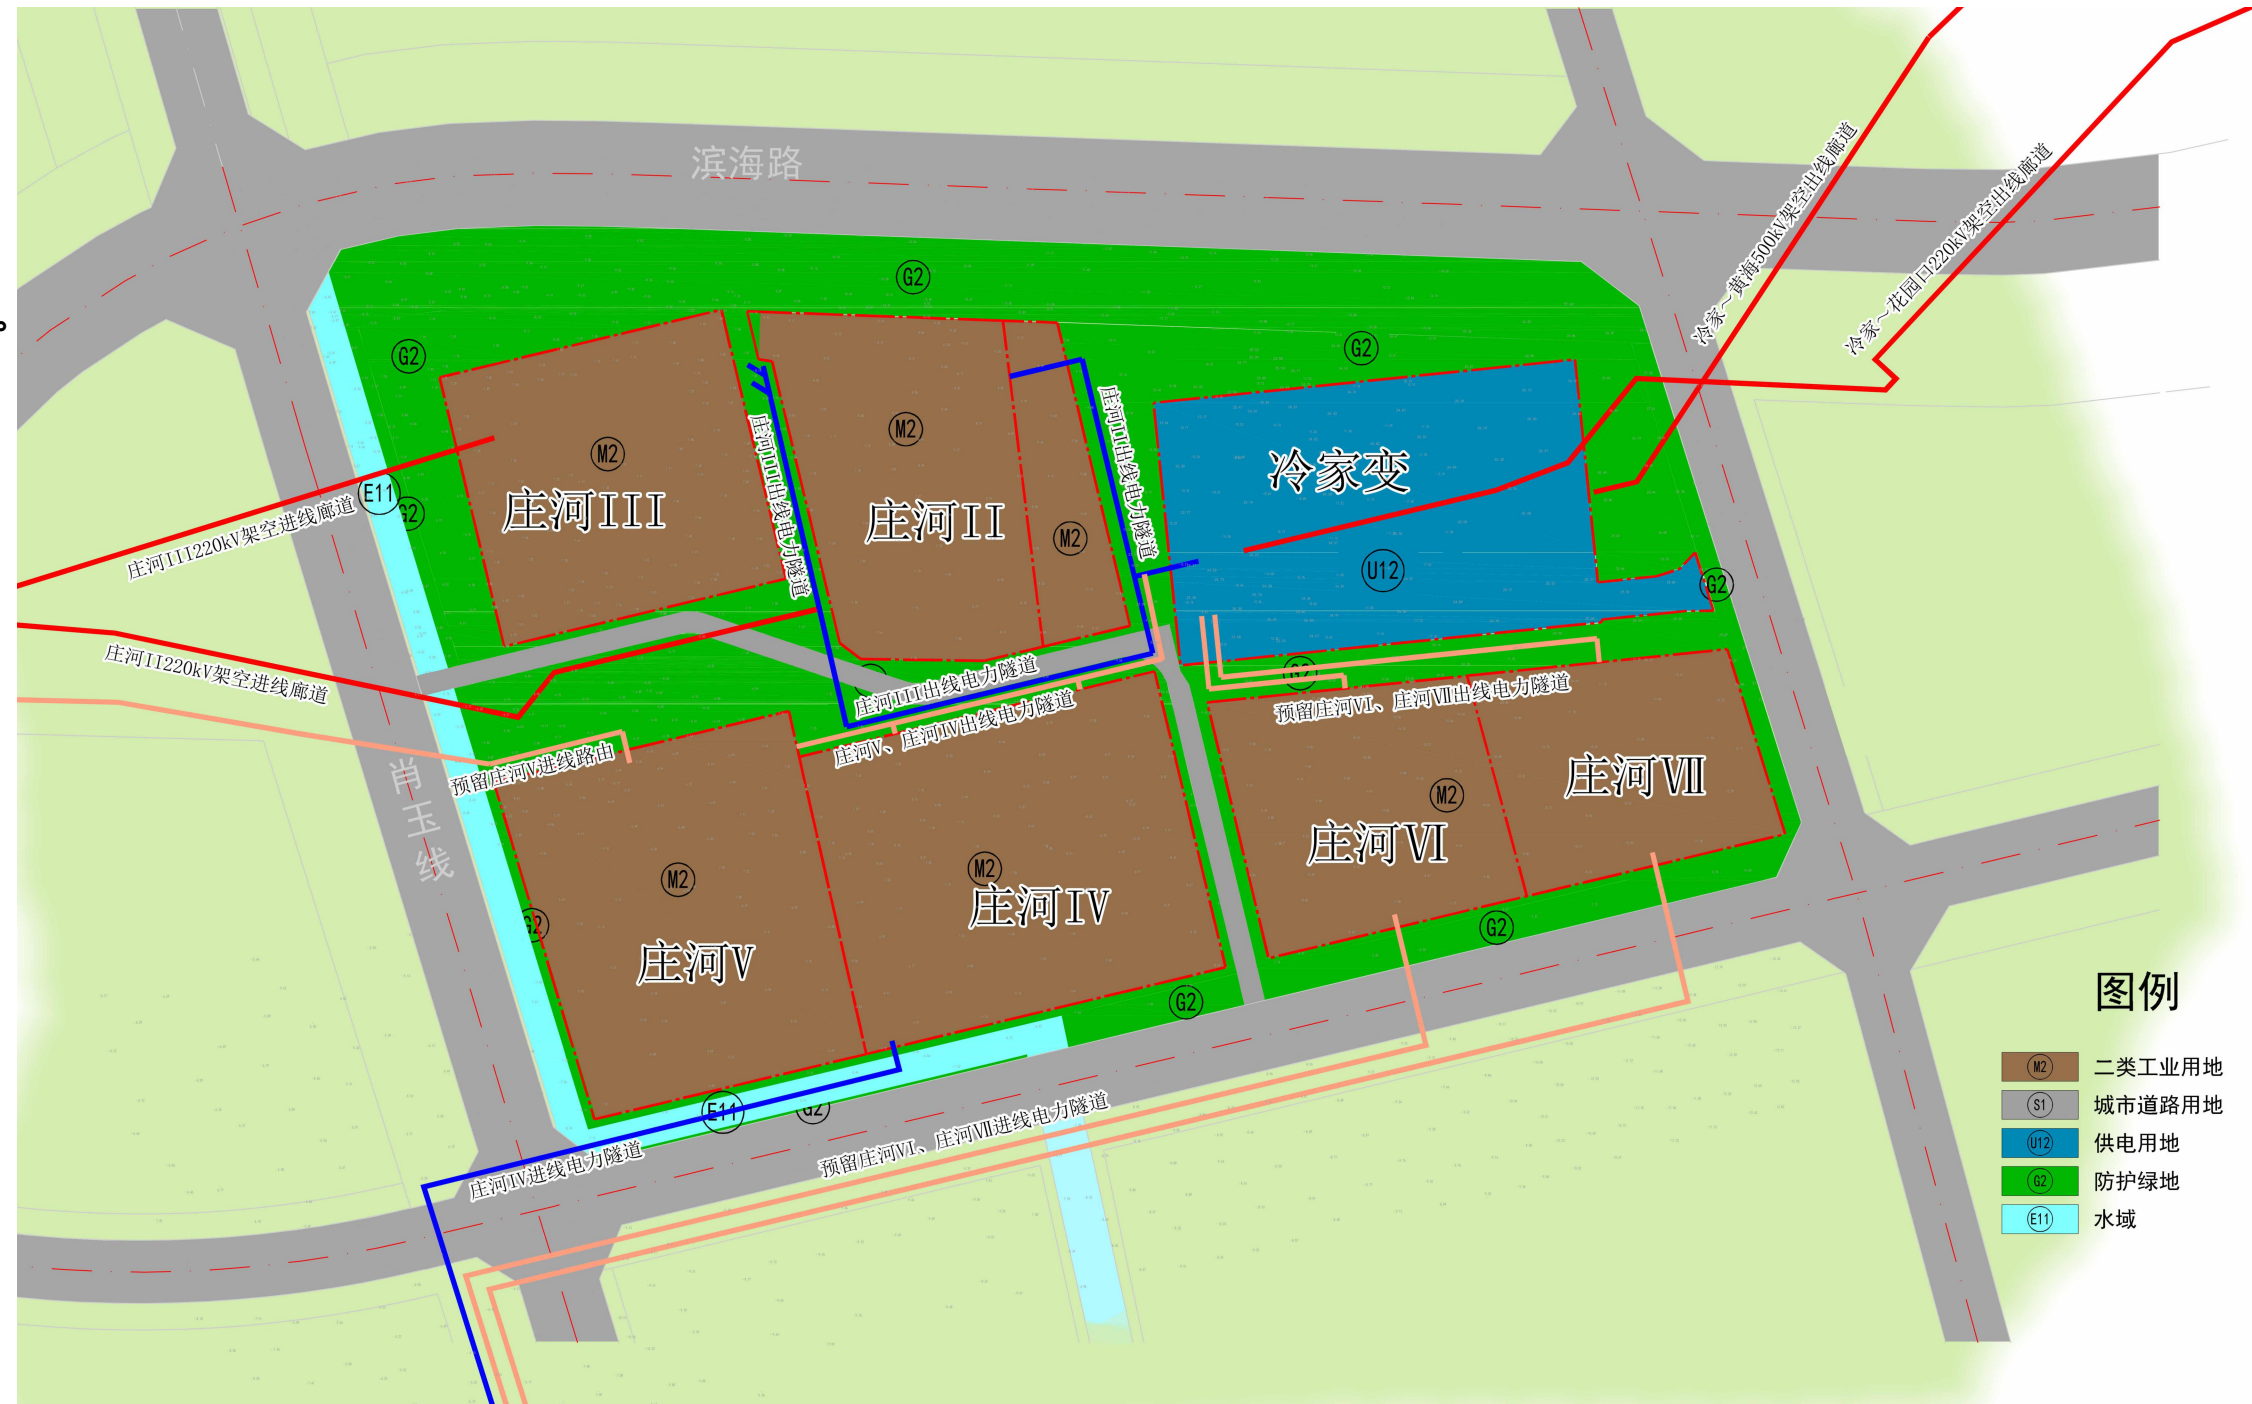 滨海路
冷家～黄海500kV架空出线廊道
冷家～花园口220kV架空出线廊道
G2
G2
G2
M2
M2
庄河III
庄河II
M2
冷家变
U12
G2
E11
G2
庄河III220kV架空进线廊道
庄河III出线电力隧道
庄河II出线电力隧道
庄河II220kV架空进线廊道
庄河III出线电力隧道
庄河V、庄河IV出线电力隧道
G2
预留庄河VI、庄河VII出线电力隧道
预留庄河V进线路由
肖玉线
M2
庄河V
M2
庄河IV
M2
庄河VI
庄河VII
G2
G2
G2
E11
G2
庄河IV进线电力隧道
预留庄河VI、庄河VII进线电力隧道
图例
M2 二类工业用地
S1 城市道路用地
U12 供电用地
G2 防护绿地
E11 水域